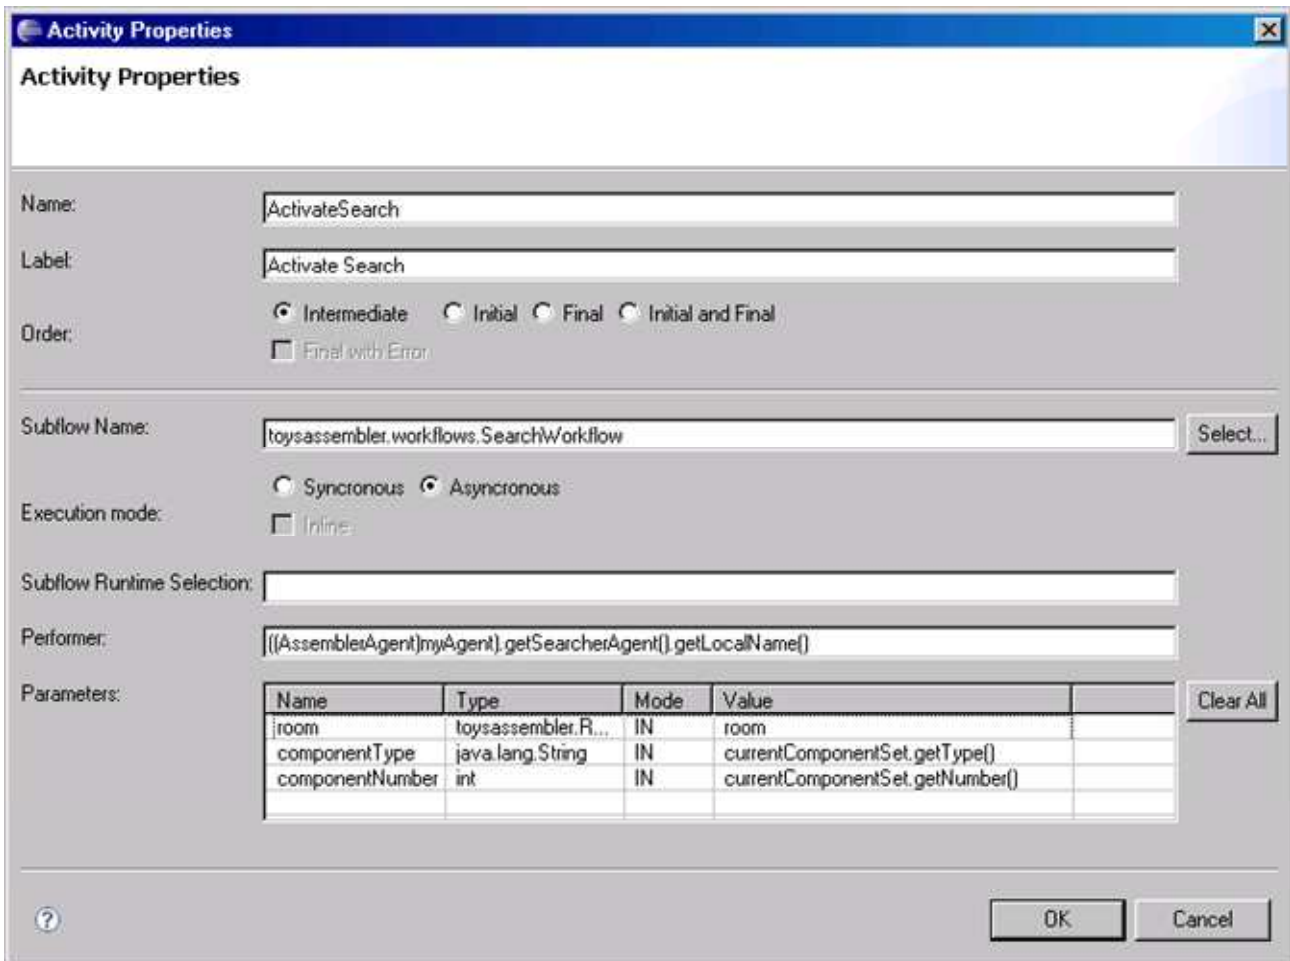 Activity Properties
Activity Properties
Name:
ActivateSearch
Label:
Activate Search
Order:
Intermediate Initial Final Initial and Final
Final with Error
Subflow Name:
toysassembler.workflows.SearchWorkflow
Select...
Execution mode:
Syncronous Asyncronous
Inline
Subflow Runtime Selection:
Performer:
((AssemblerAgent)myAgent).getSearcherAgent().getLocalName()
Parameters:
Name Type Mode Value
Clear All
room toysassembler.R... IN room
componentType java.lang.String IN currentComponentSet.getType()
componentNumber int IN currentComponentSet.getNumber()
?
OK
Cancel